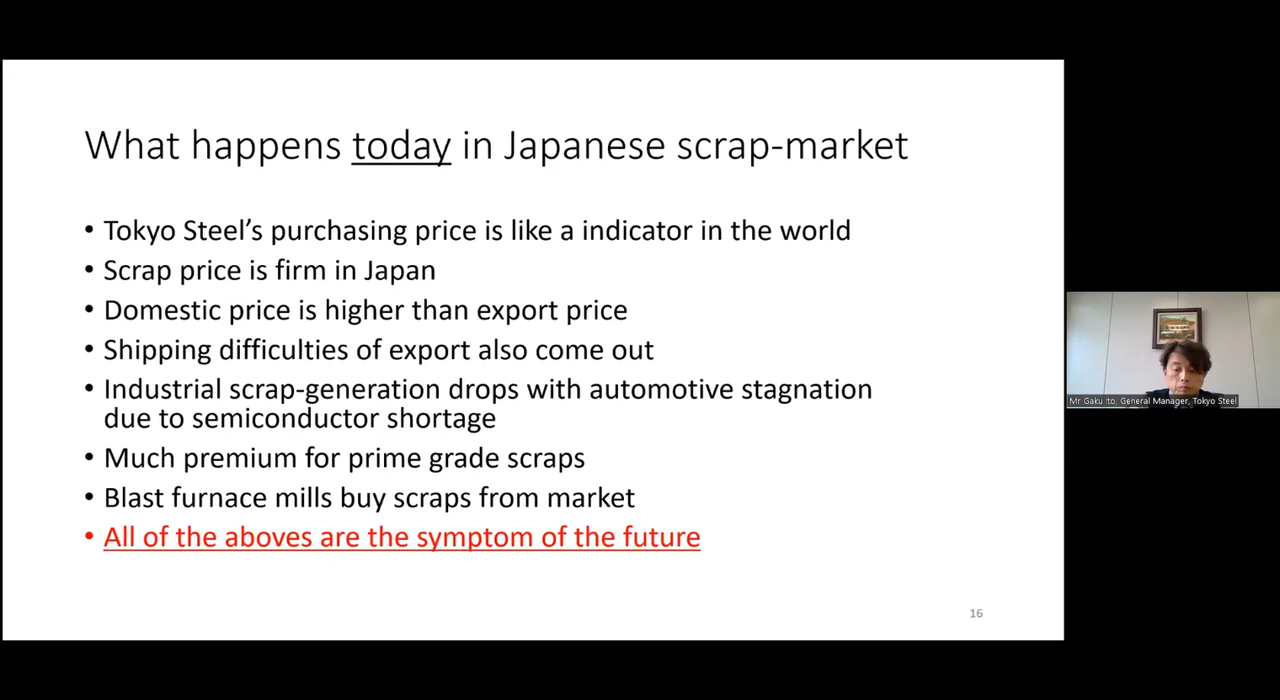 What happens today in Japanese scrap-market
• Tokyo Steel’s purchasing price is like a indicator in the world
• Scrap price is firm in Japan
• Domestic price is higher than export price
• Shipping difficulties of export also come out
• Industrial scrap-generation drops with automotive stagnation
due to semiconductor shortage
• Much premium for prime grade scraps
• Blast furnace mills buy scraps from market
• All of the aboves are the symptom of the future
16
Mr Gaku Ito, General Manager, Tokyo Steel